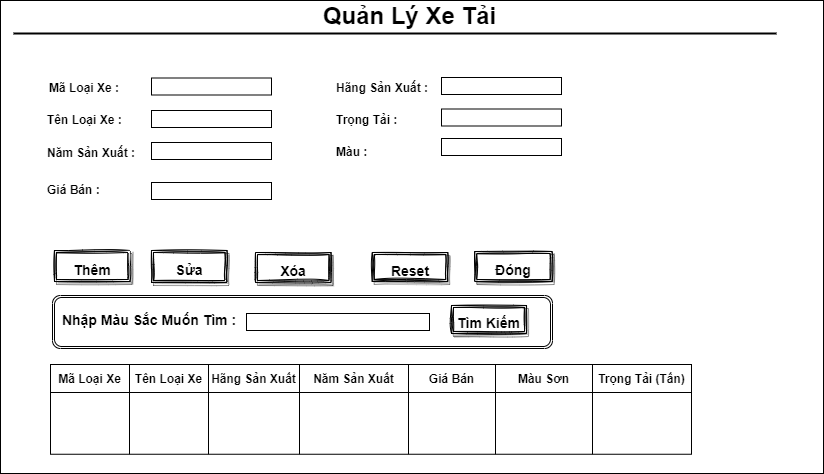 Quản Lý Xe Tải
Mã Loại Xe : Hãng Sản Xuất :
Tên Loại Xe : Trọng Tải :
Năm Sản Xuất : Màu :
Giá Bán :
Thêm Sửa Xóa Reset Đóng
Nhập Màu Sắc Muốn Tìm : Tìm Kiếm
Mã Loại Xe Tên Loại Xe Hãng Sản Xuất Năm Sản Xuất Giá Bán Màu Sơn Trọng Tải (Tấn)